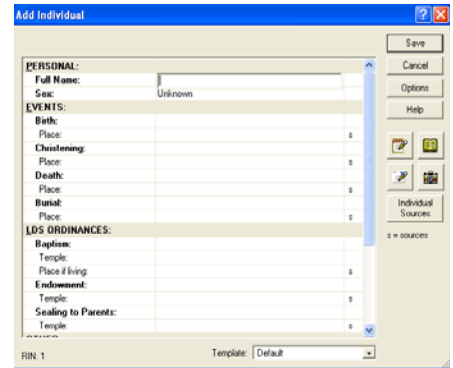 Add Individual
Save
Cancel
Options
Help
Individual
Sources
s = sources
PERSONAL:
Full Name:
Sex: Unknown
EVENTS:
Birth:
Place: s
Christening:
Place: s
Death:
Place: s
Burial:
Place: s
LDS ORDINANCES:
Baptism:
Temple:
Place if living: s
Endowment:
Temple: s
Sealing to Parents:
Temple: s
OTHER
RIN: 1
Template: Default